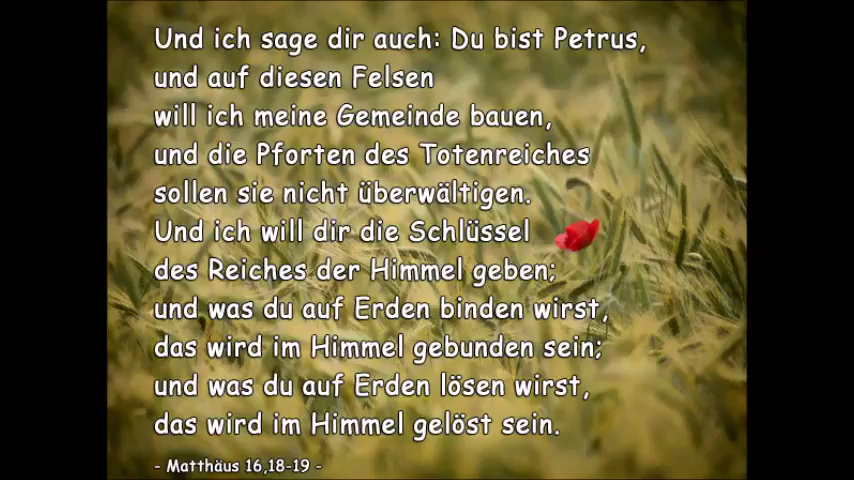 Und ich sage dir auch: Du bist Petrus,
und auf diesen Felsen
will ich meine Gemeinde bauen,
und die Pforten des Totenreiches
sollen sie nicht überwältigen.
Und ich will dir die Schlüssel
des Reiches der Himmel geben;
und was du auf Erden binden wirst,
das wird im Himmel gebunden sein;
und was du auf Erden lösen wirst,
das wird im Himmel gelöst sein.
- Matthäus 16,18-19 -